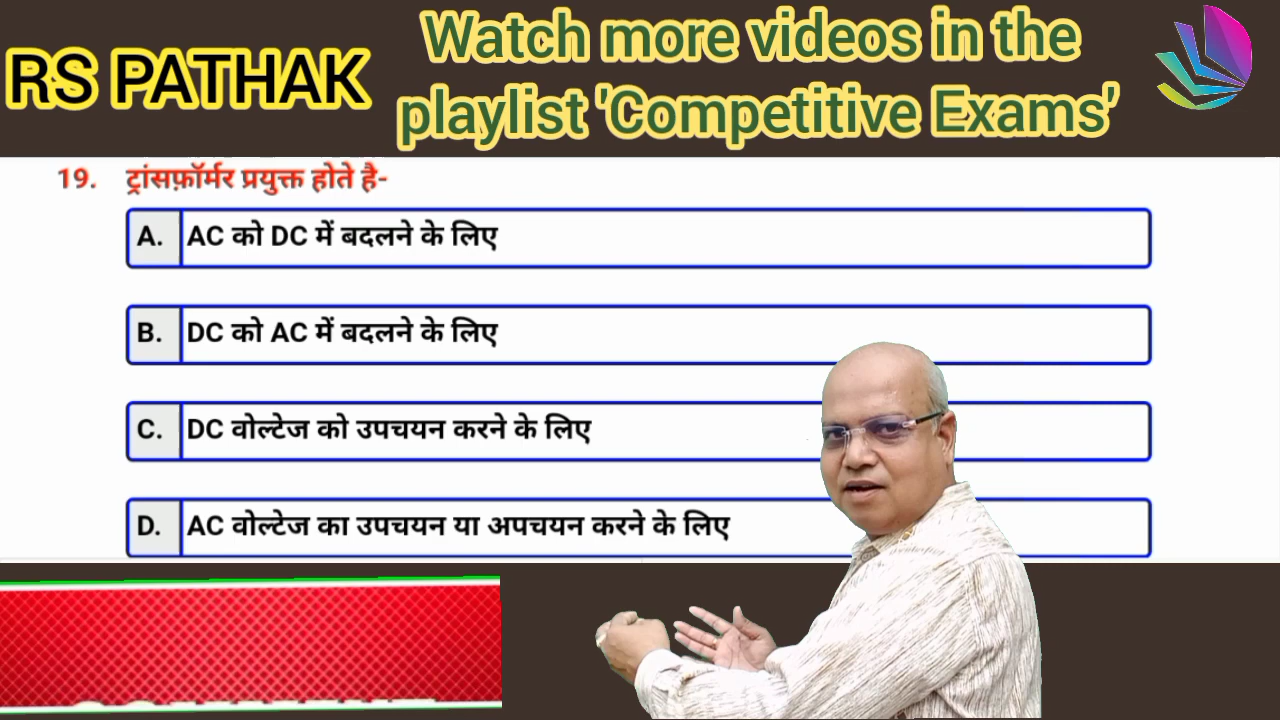 RS PATHAK
Watch more videos in the
playlist 'Competitive Exams'
19. ट्रांसफ़ॉर्मर प्रयुक्त होते है-
A. AC को DC में बदलने के लिए
B. DC को AC में बदलने के लिए
C. DC वोल्टेज को उपचयन करने के लिए
D. AC वोल्टेज का उपचयन या अपचयन करने के लिए